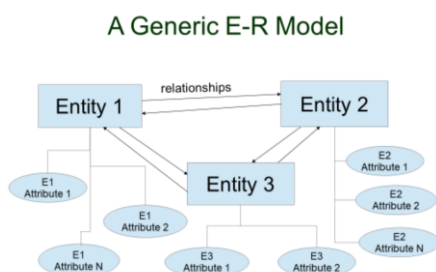 A Generic E-R Model
relationships
Entity 1
Entity 2
Entity 3
E1
Attribute 1
E1
Attribute 2
E1
Attribute N
E2
Attribute 1
E2
Attribute 2
E2
Attribute N
E3
Attribute 1
E3
Attribute 2